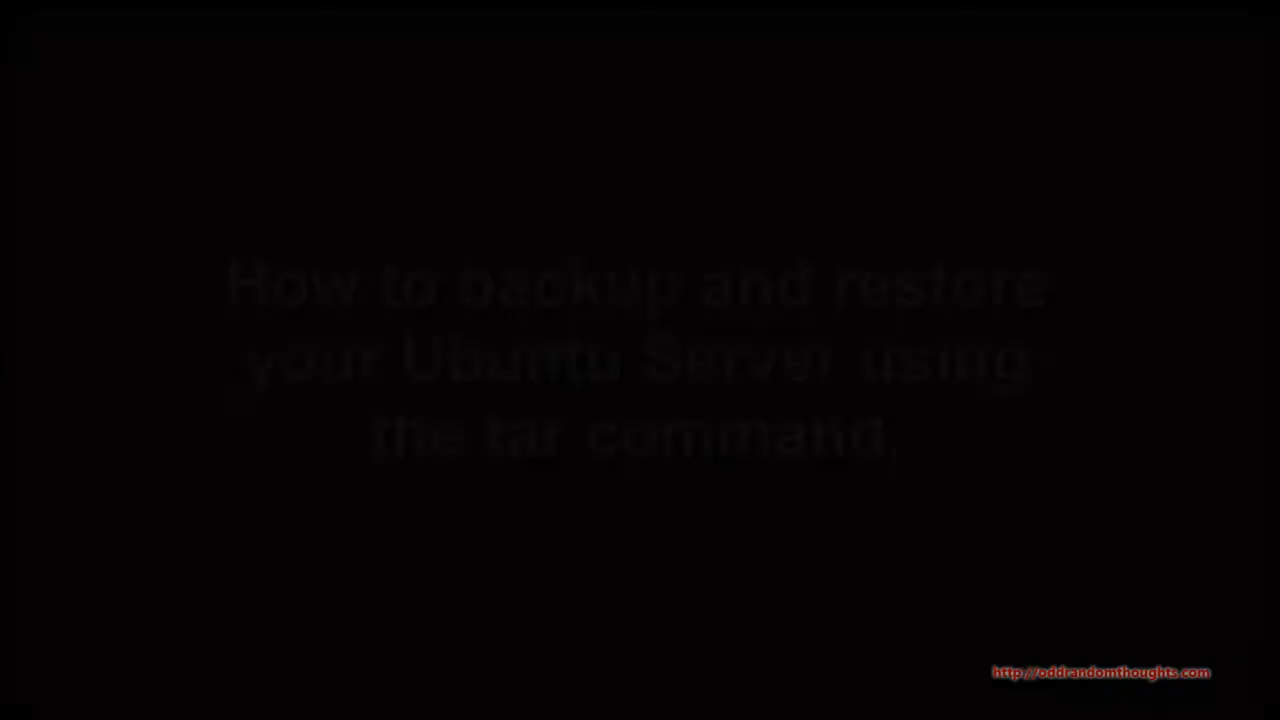 How to backup and restore
your Ubuntu Server using
the tar command.
http://oddrandomthoughts.com